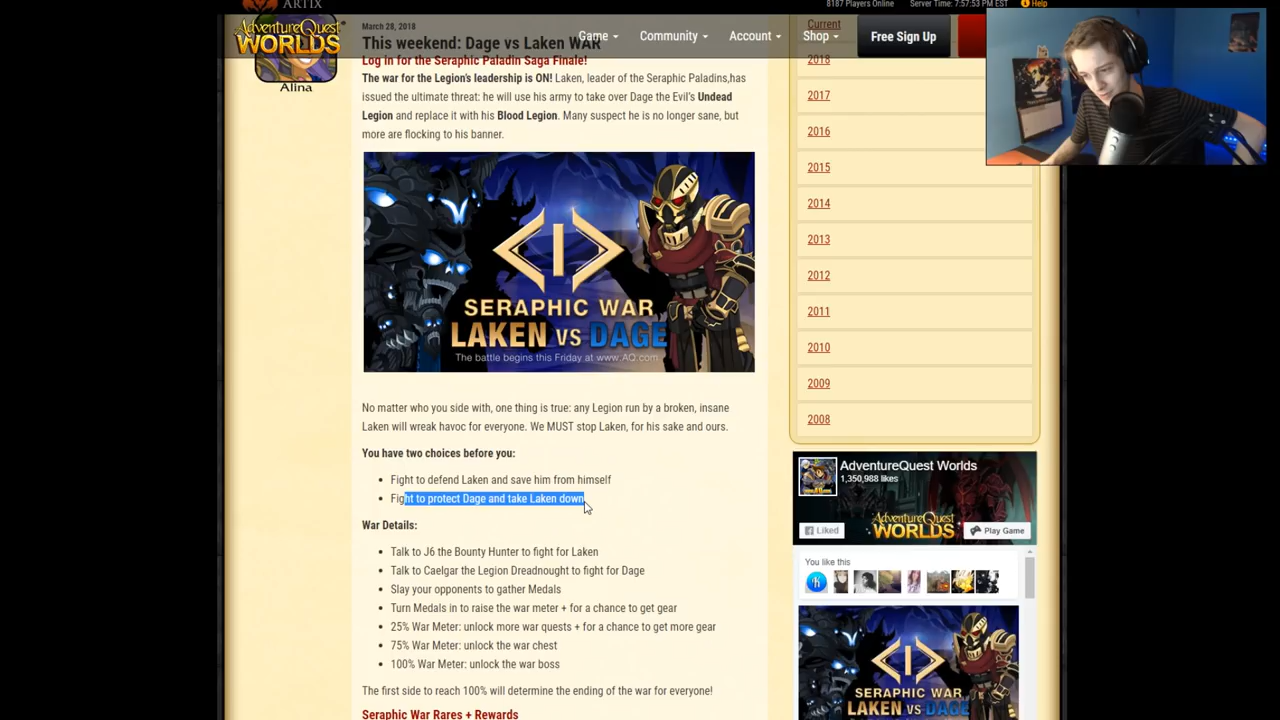 ARTIX
8187 Players Online
Server Time: 7:57:53 PM EST
Help
AdventureQuest
WORLDS
Game
Community
Account
Shop
Free Sign Up
Alina
March 28, 2018
This weekend: Dage vs Laken WAR
Log in for the Seraphic Paladin Saga Finale!
The war for the Legion's leadership is ON! Laken, leader of the Seraphic Paladins,has
issued the ultimate threat: he will use his army to take over Dage the Evil's Undead
Legion and replace it with his Blood Legion. Many suspect he is no longer sane, but
more are flocking to his banner.
SERAPHIC WAR
LAKEN VS DAGE
The battle begins this Friday at www.AQ.com
No matter who you side with, one thing is true: any Legion run by a broken, insane
Laken will wreak havoc for everyone. We MUST stop Laken, for his sake and ours.
You have two choices before you:
Fight to defend Laken and save him from himself
Fight to protect Dage and take Laken down
War Details:
Talk to J6 the Bounty Hunter to fight for Laken
Talk to Caelgar the Legion Dreadnought to fight for Dage
Slay your opponents to gather Medals
Turn Medals in to raise the war meter + for a chance to get gear
25% War Meter: unlock more war quests + for a chance to get more gear
75% War Meter: unlock the war chest
100% War Meter: unlock the war boss
The first side to reach 100% will determine the ending of the war for everyone!
Seraphic War Rares + Rewards
Current
2018
2017
2016
2015
2014
2013
2012
2011
2010
2009
2008
AdventureQuest Worlds
1,350,988 likes
AdventureQuest
WORLDS
Liked
Play Game
You like this
SERAPHIC WAR
LAKEN VS DAGE